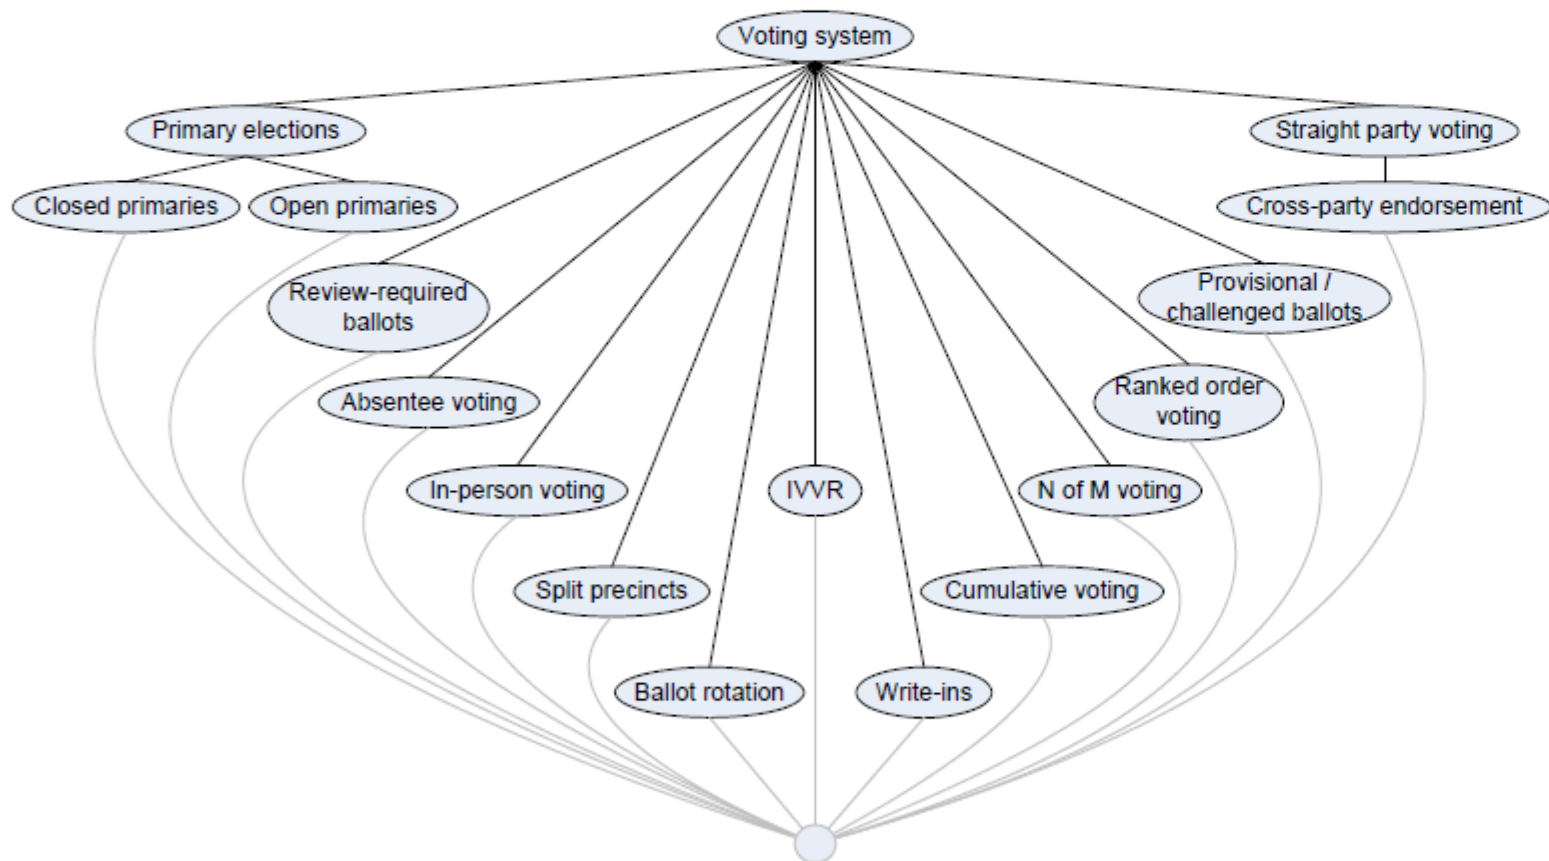 Voting system
Primary elections
Straight party voting
Closed primaries
Open primaries
Cross-party endorsement
Review-required
ballots
Provisional /
challenged ballots
Absentee voting
Ranked order
voting
In-person voting
IVVR
N of M voting
Split precincts
Cumulative voting
Ballot rotation
Write-ins